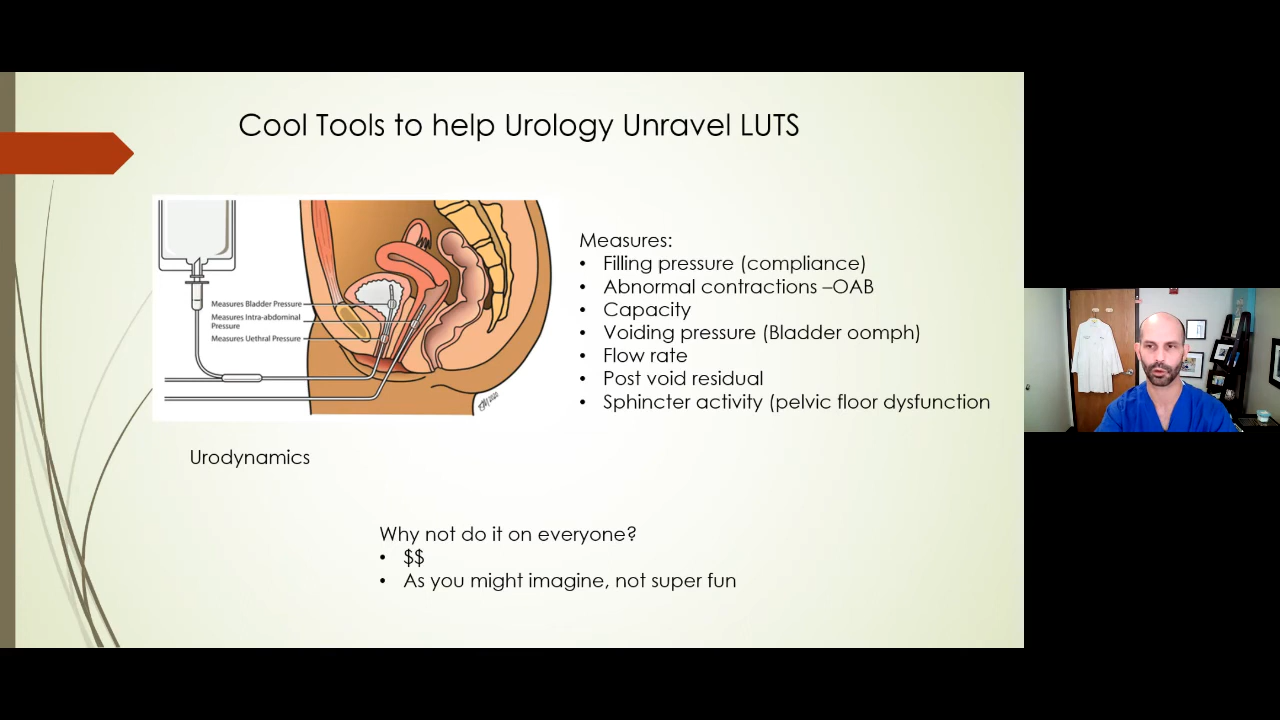 Cool Tools to help Urology Unravel LUTS
Measures Bladder Pressure
Measures Intra-abdominal
Pressure
Measures Uethral Pressure
Measures:
• Filling pressure (compliance)
• Abnormal contractions –OAB
• Capacity
• Voiding pressure (Bladder oomph)
• Flow rate
• Post void residual
• Sphincter activity (pelvic floor dysfunction
Urodynamics
Why not do it on everyone?
• $$
• As you might imagine, not super fun